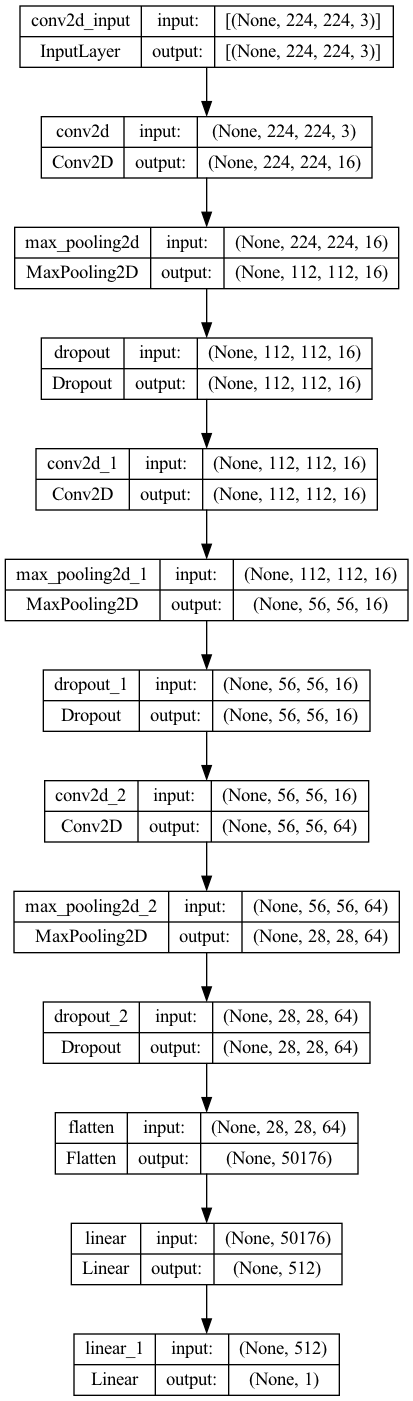 conv2d_input input: [(None, 224, 224, 3)]
InputLayer output: [(None, 224, 224, 3)]
conv2d input: (None, 224, 224, 3)
Conv2D output: (None, 224, 224, 16)
max_pooling2d input: (None, 224, 224, 16)
MaxPooling2D output: (None, 112, 112, 16)
dropout input: (None, 112, 112, 16)
Dropout output: (None, 112, 112, 16)
conv2d_1 input: (None, 112, 112, 16)
Conv2D output: (None, 112, 112, 16)
max_pooling2d_1 input: (None, 112, 112, 16)
MaxPooling2D output: (None, 56, 56, 16)
dropout_1 input: (None, 56, 56, 16)
Dropout output: (None, 56, 56, 16)
conv2d_2 input: (None, 56, 56, 16)
Conv2D output: (None, 56, 56, 64)
max_pooling2d_2 input: (None, 56, 56, 64)
MaxPooling2D output: (None, 28, 28, 64)
dropout_2 input: (None, 28, 28, 64)
Dropout output: (None, 28, 28, 64)
flatten input: (None, 28, 28, 64)
Flatten output: (None, 50176)
linear input: (None, 50176)
Linear output: (None, 512)
linear_1 input: (None, 512)
Linear output: (None, 1)